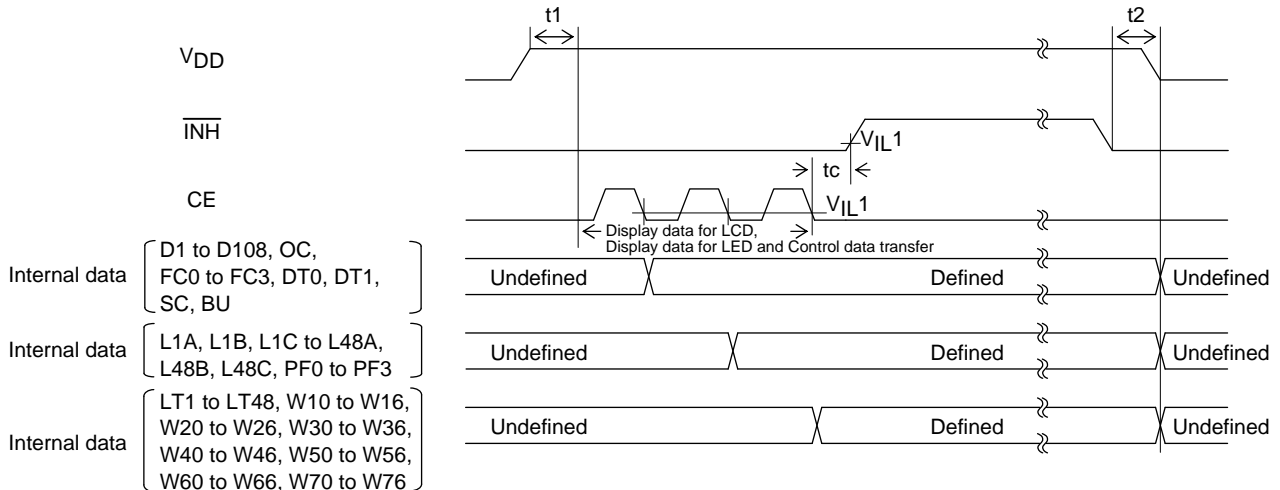 t1
t2
VDD
INH
VIL1
tc
CE
VIL1
Display data for LCD,
Display data for LED and Control data transfer
Internal data
D1 to D108, OC,
FC0 to FC3, DT0, DT1,
SC, BU
Undefined
Defined
Undefined
Internal data
L1A, L1B, L1C to L48A,
L48B, L48C, PF0 to PF3
Undefined
Defined
Undefined
Internal data
LT1 to LT48, W10 to W16,
W20 to W26, W30 to W36,
W40 to W46, W50 to W56,
W60 to W66, W70 to W76
Undefined
Defined
Undefined